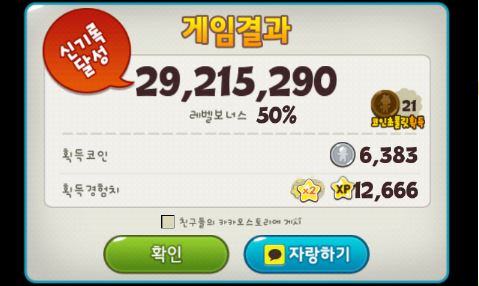 신기록
달성
게임결과
29,215,290
레벨보너스 50%
21
코인초콜릿획득
획득코인 6,383
획득경험치 x2 XP 12,666
친구들의 카카오스토리에 게시
확인
자랑하기